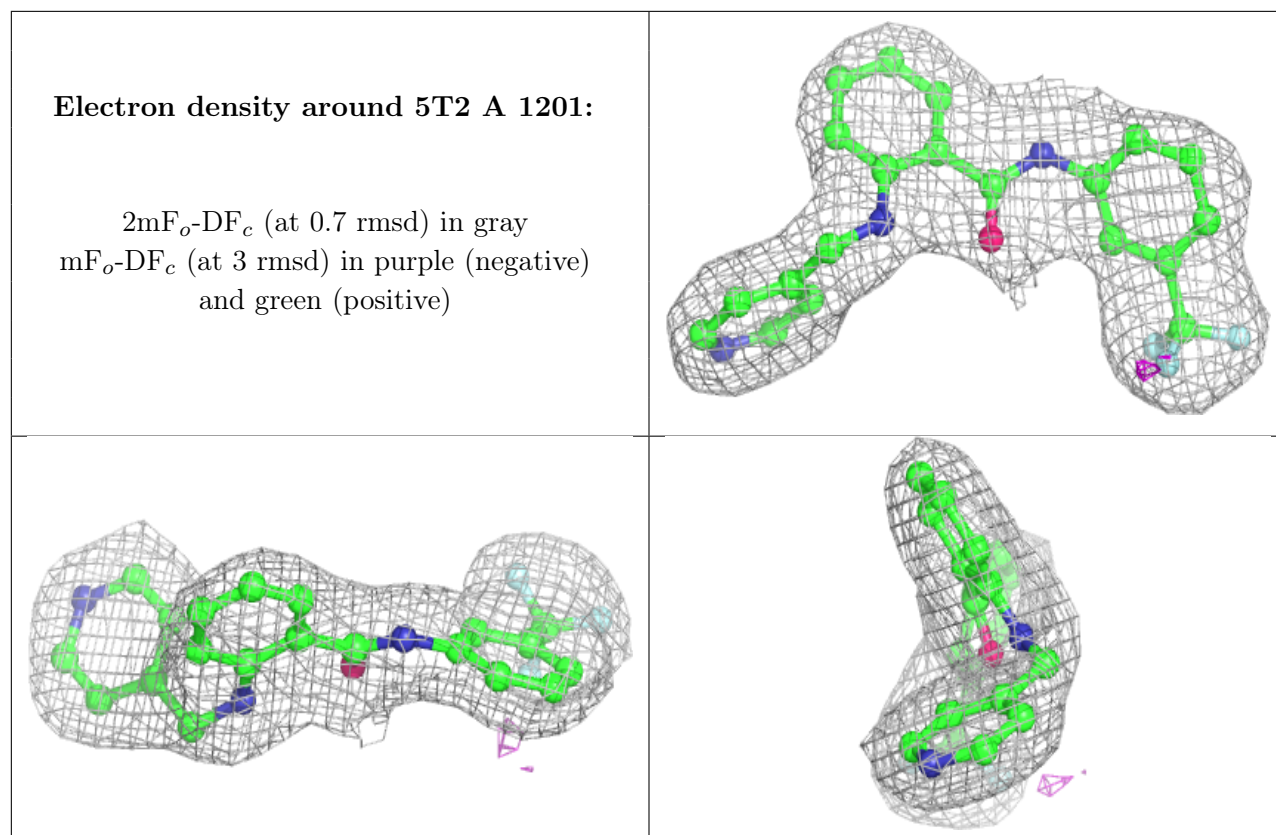 Electron density around 5T2 A 1201:
2mFo-DFc (at 0.7 rmsd) in gray
mFo-DFc (at 3 rmsd) in purple (negative)
and green (positive)